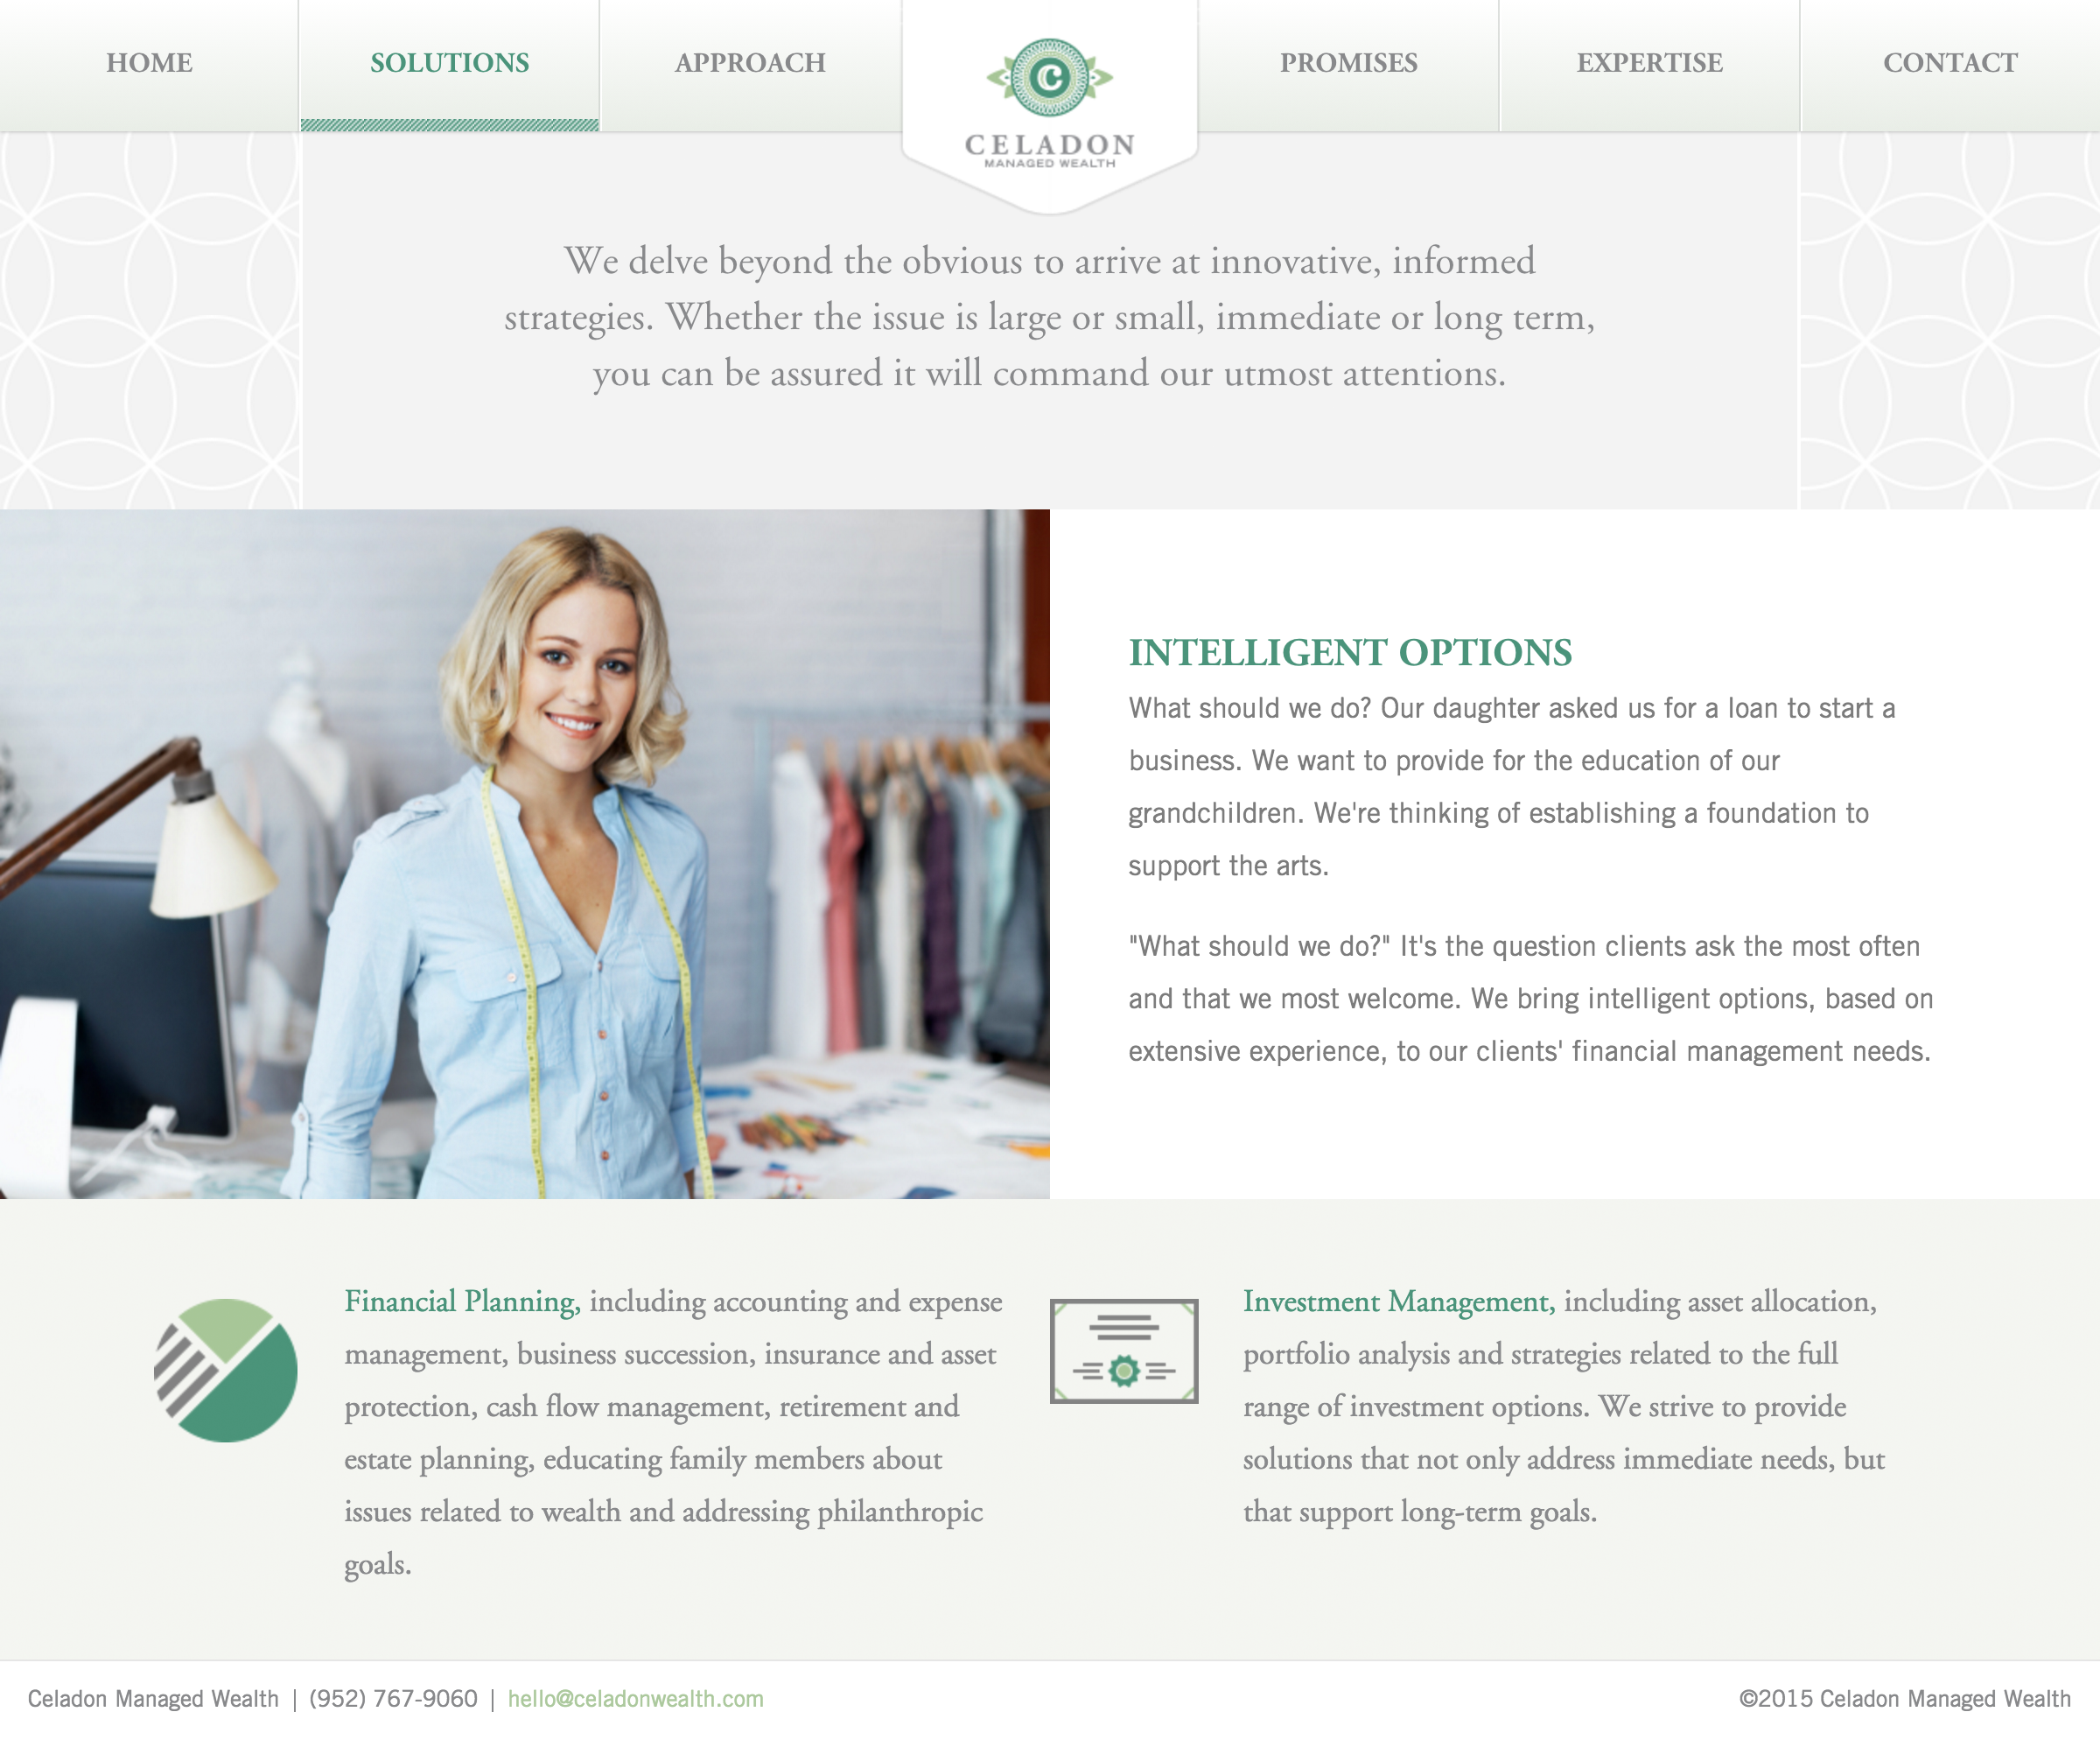 HOME
SOLUTIONS
APPROACH
C
CELADON
MANAGED WEALTH
PROMISES
EXPERTISE
CONTACT
We delve beyond the obvious to arrive at innovative, informed
strategies. Whether the issue is large or small, immediate or long term,
you can be assured it will command our utmost attentions.
INTELLIGENT OPTIONS
What should we do? Our daughter asked us for a loan to start a
business. We want to provide for the education of our
grandchildren. We're thinking of establishing a foundation to
support the arts.
"What should we do?" It's the question clients ask the most often
and that we most welcome. We bring intelligent options, based on
extensive experience, to our clients' financial management needs.
Financial Planning, including accounting and expense
management, business succession, insurance and asset
protection, cash flow management, retirement and
estate planning, educating family members about
issues related to wealth and addressing philanthropic
goals.
Investment Management, including asset allocation,
portfolio analysis and strategies related to the full
range of investment options. We strive to provide
solutions that not only address immediate needs, but
that support long-term goals.
Celadon Managed Wealth | (952) 767-9060 | hello@celadonwealth.com
©2015 Celadon Managed Wealth